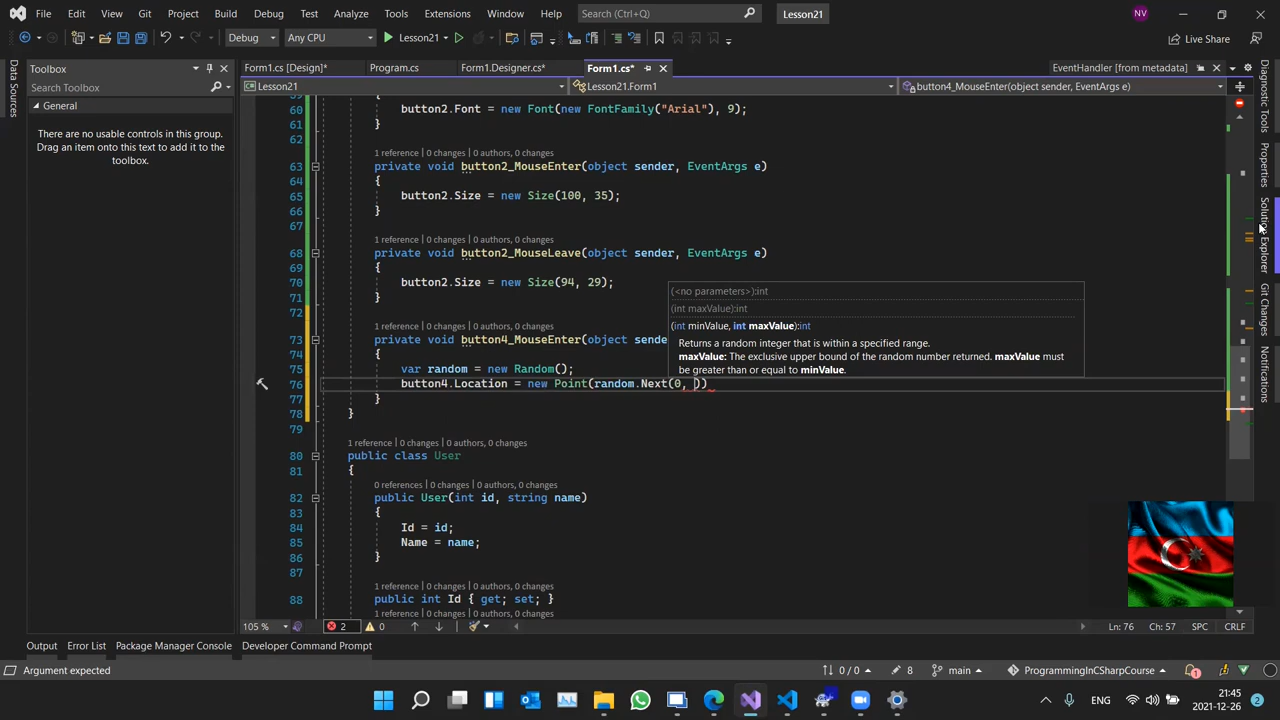 File Edit View Git Project Build Debug Test Analyze Tools Extensions Window Help Search (Ctrl+Q) Lesson21 NV
Debug Any CPU Lesson21 Live Share
Toolbox
Search Toolbox
General
There are no usable controls in this group.
Drag an item onto this text to add it to the
toolbox.
Data Sources
Form1.cs [Design]* Program.cs Form1.Designer.cs* Form1.cs* EventHandler [from metadata]
Lesson21 Lesson21.Form1 button4_MouseEnter(object sender, EventArgs e)
59 {
60 button2.Font = new Font(new FontFamily("Arial"), 9);
61 }
62
1 reference | 0 changes | 0 authors, 0 changes
63 private void button2_MouseEnter(object sender, EventArgs e)
64 {
65 button2.Size = new Size(100, 35);
66 }
67
1 reference | 0 changes | 0 authors, 0 changes
68 private void button2_MouseLeave(object sender, EventArgs e)
69 {
70 button2.Size = new Size(94, 29);
71 }
72
1 reference | 0 changes | 0 authors, 0 changes
73 private void button4_MouseEnter(object sende
74 {
75 var random = new Random();
76 button4.Location = new Point(random.Next(0, ))
77 }
78 }
79
1 reference | 0 changes | 0 authors, 0 changes
80 public class User
81 {
0 references | 0 changes | 0 authors, 0 changes
82 public User(int id, string name)
83 {
84 Id = id;
85 Name = name;
86 }
87
1 reference | 0 changes | 0 authors, 0 changes
88 public int Id { get; set; }
1 reference | 0 changes | 0 authors, 0 changes
(<no parameters>):int
(int maxValue):int
(int minValue, int maxValue):int
Returns a random integer that is within a specified range.
maxValue: The exclusive upper bound of the random number returned. maxValue must
be greater than or equal to minValue.
Diagnostic Tools
Properties
Solution Explorer
Git Changes
Notifications
105 % 2 0 Ln: 76 Ch: 57 SPC CRLF
Output Error List Package Manager Console Developer Command Prompt
Argument expected 0 / 0 8 main ProgrammingInCSharpCourse 1
ENG 21:45
2021-12-26 2